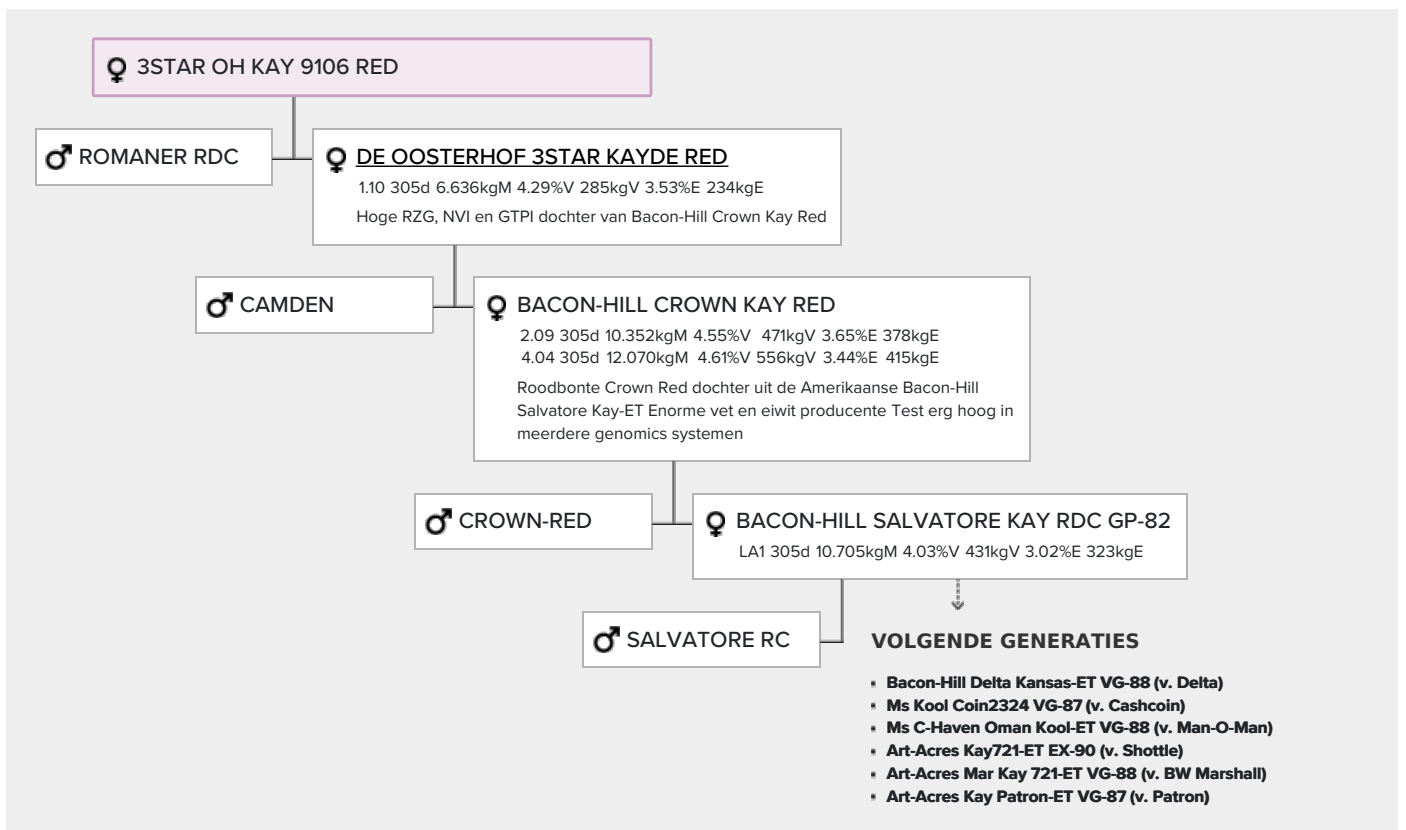 3STAR OH KAY 9106 RED
ROMANER RDC
DE OOSTERHOF 3STAR KAYDE RED
1.10 305d 6.636kgM 4.29%V 285kgV 3.53%E 234kgE
Hoge RZG, NVI en GTPI dochter van Bacon-Hill Crown Kay Red
CAMDEN
BACON-HILL CROWN KAY RED
2.09 305d 10.352kgM 4.55%V 471kgV 3.65%E 378kgE
4.04 305d 12.070kgM 4.61%V 556kgV 3.44%E 415kgE
Roodbonte Crown Red dochter uit de Amerikaanse Bacon-Hill
Salvatore Kay-ET Enorme vet en eiwit producente Test erg hoog in
meerdere genomics systemen
CROWN-RED
BACON-HILL SALVATORE KAY RDC GP-82
LA1 305d 10.705kgM 4.03%V 431kgV 3.02%E 323kgE
SALVATORE RC
VOLGENDE GENERATIES
Bacon-Hill Delta Kansas-ET VG-88 (v. Delta)
Ms Kool Coin2324 VG-87 (v. Cashcoin)
Ms C-Haven Oman Kool-ET VG-88 (v. Man-O-Man)
Art-Acres Kay721-ET EX-90 (v. Shottle)
Art-Acres Mar Kay 721-ET VG-88 (v. BW Marshall)
Art-Acres Kay Patron-ET VG-87 (v. Patron)